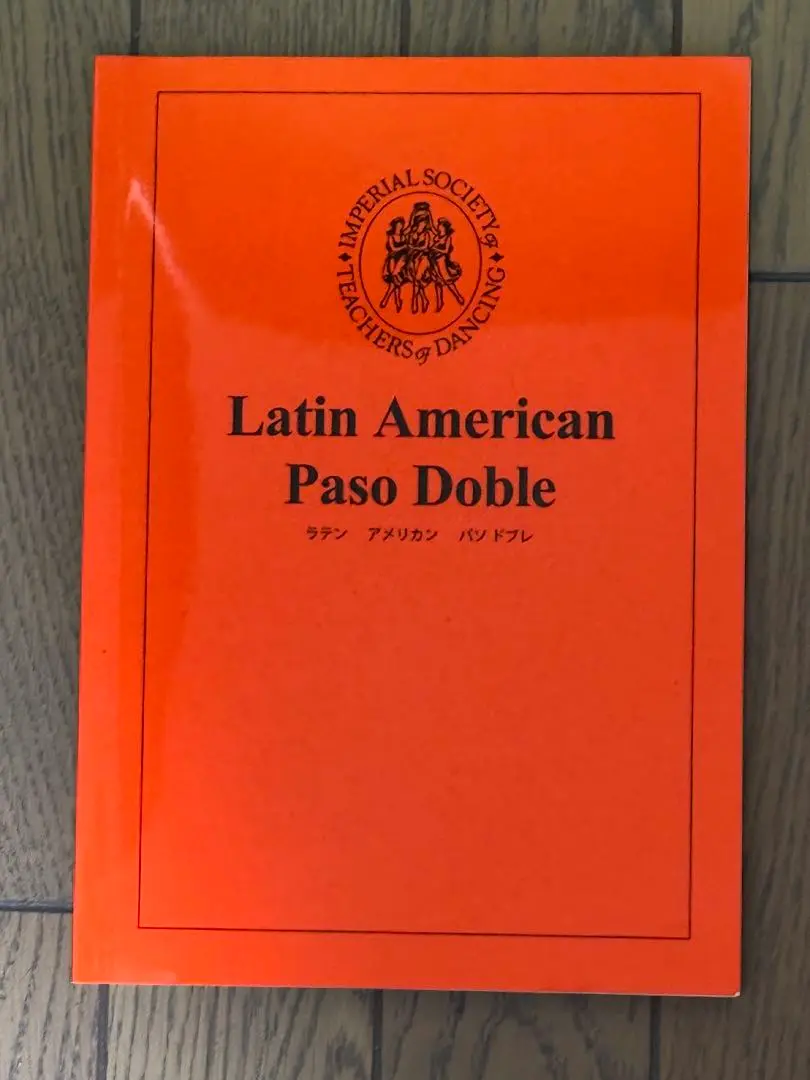 IMPERIAL SOCIETY of
TEACHERS of DANCING
Latin American
Paso Doble
ラテン アメリカン パソ ドブレ